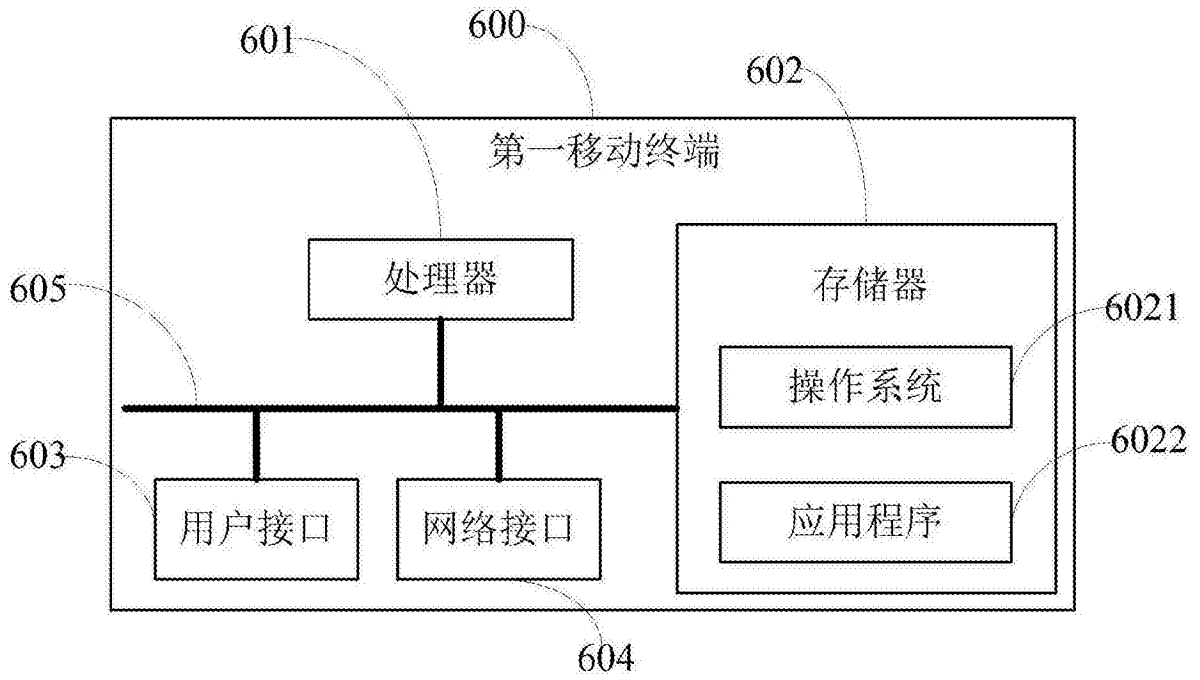 600
601
602
第一移动终端
处理器
存储器
605
6021
操作系统
603
6022
用户接口
网络接口
应用程序
604